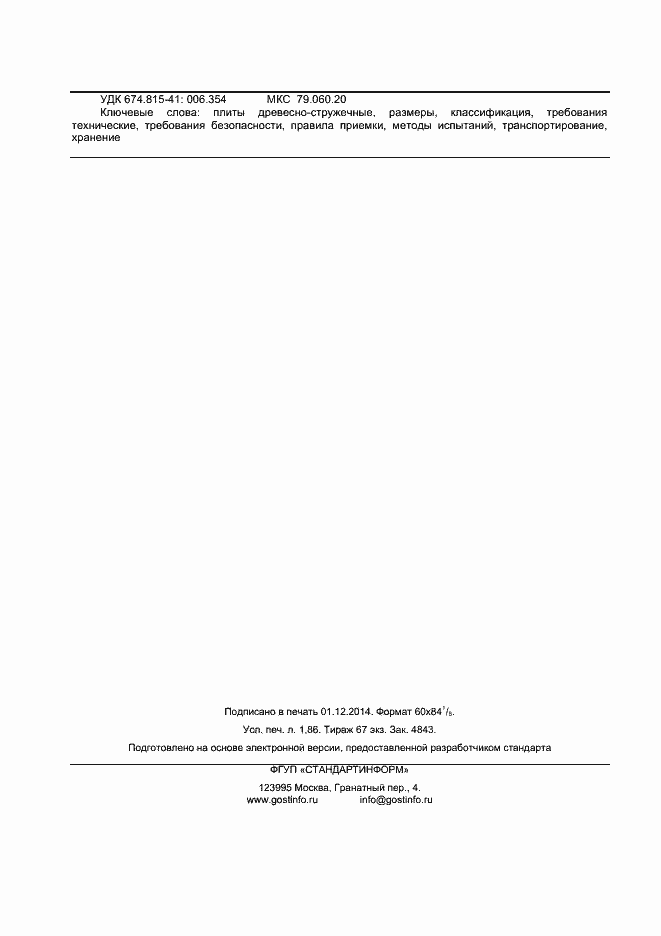 УДК 674.815-41: 006.354 МКС 79.060.20
Ключевые слова: плиты древесно-стружечные, размеры, классификация, требования
технические, требования безопасности, правила приемки, методы испытаний, транспортирование,
хранение
Подписано в печать 01.12.2014. Формат 60х84¹/₈.
Усл. печ. л. 1,86. Тираж 67 экз. Зак. 4843.
Подготовлено на основе электронной версии, предоставленной разработчиком стандарта
ФГУП «СТАНДАРТИНФОРМ»
123995 Москва, Гранатный пер., 4.
www.gostinfo.ru info@gostinfo.ru